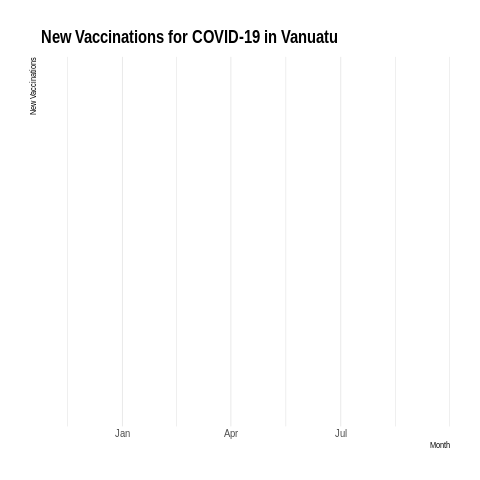 New Vaccinations for COVID-19 in Vanuatu
New Vaccinations
Jan Apr Jul
Month